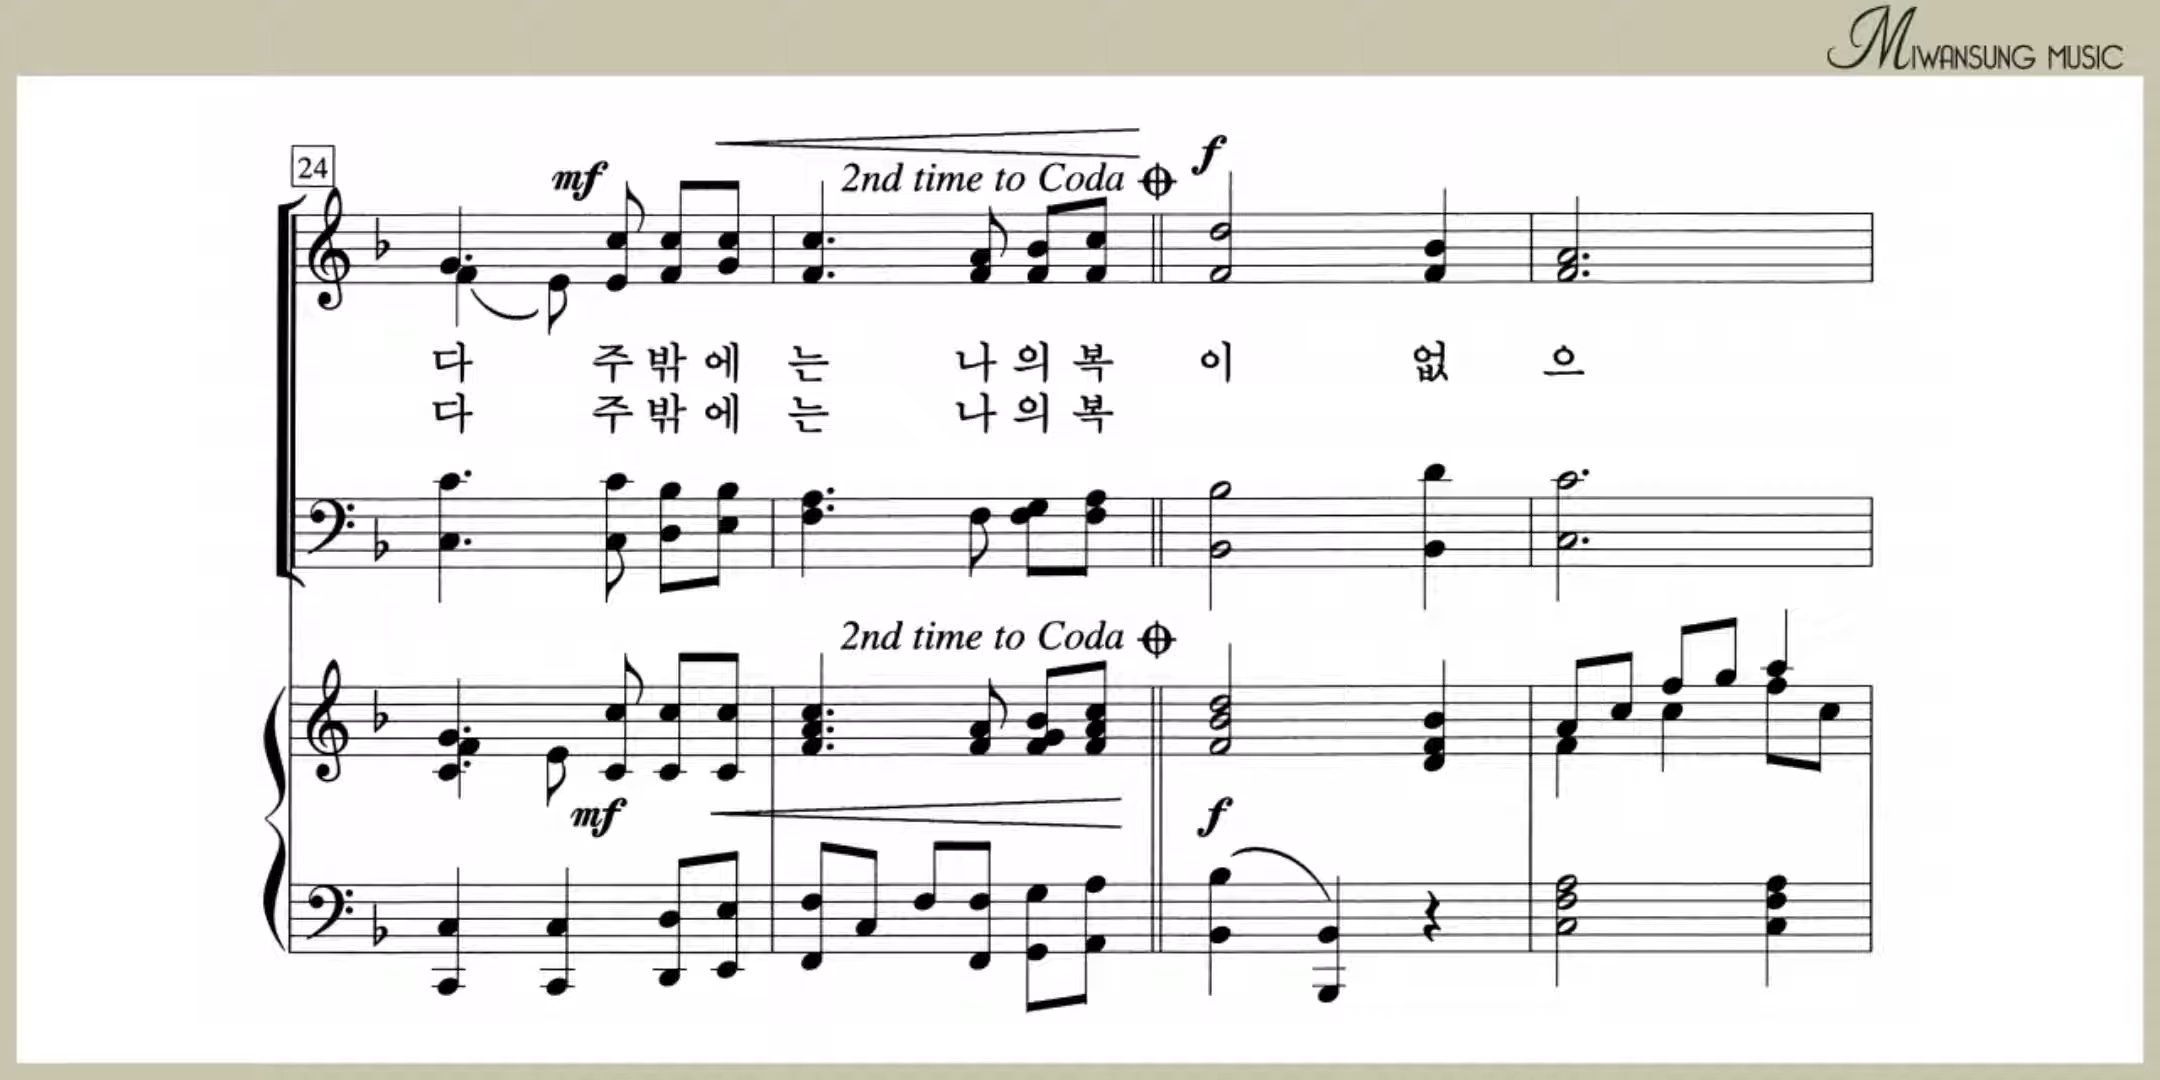 MIWANSUNG MUSIC
24
mf
f
2nd time to Coda
다 주 밖 에 는 나 의 복 이 없 으
다 주 밖 에 는 나 의 복
2nd time to Coda
mf
f